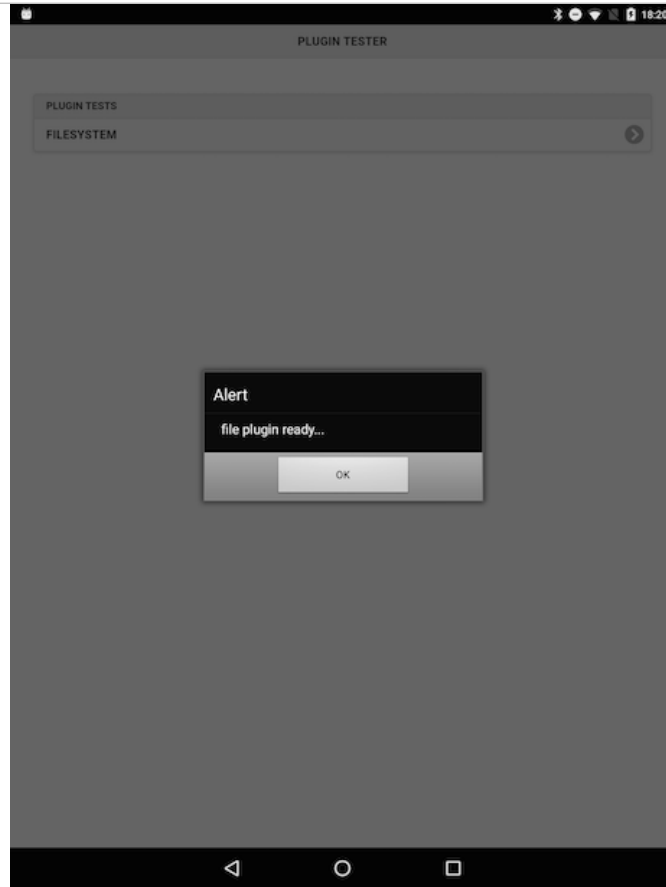 18:20
PLUGIN TESTER
PLUGIN TESTS
FILESYSTEM
Alert
file plugin ready...
OK